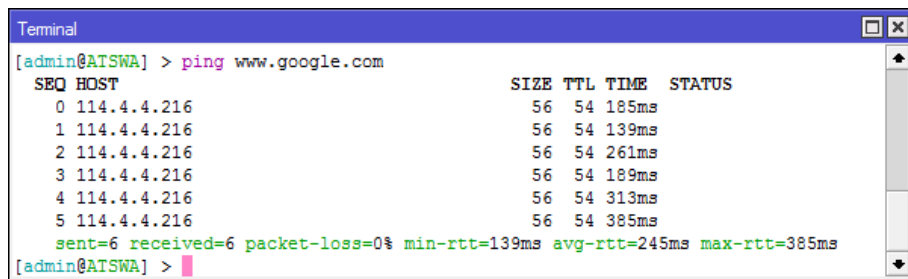 Terminal
[admin@ATSWA] > ping www.google.com
SEQ HOST SIZE TTL TIME STATUS
0 114.4.4.216 56 54 185ms
1 114.4.4.216 56 54 139ms
2 114.4.4.216 56 54 261ms
3 114.4.4.216 56 54 189ms
4 114.4.4.216 56 54 313ms
5 114.4.4.216 56 54 385ms
sent=6 received=6 packet-loss=0% min-rtt=139ms avg-rtt=245ms max-rtt=385ms
[admin@ATSWA] >